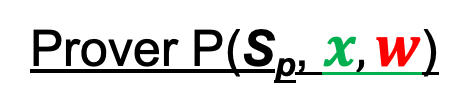 Prover P(Sₚ, x, w)